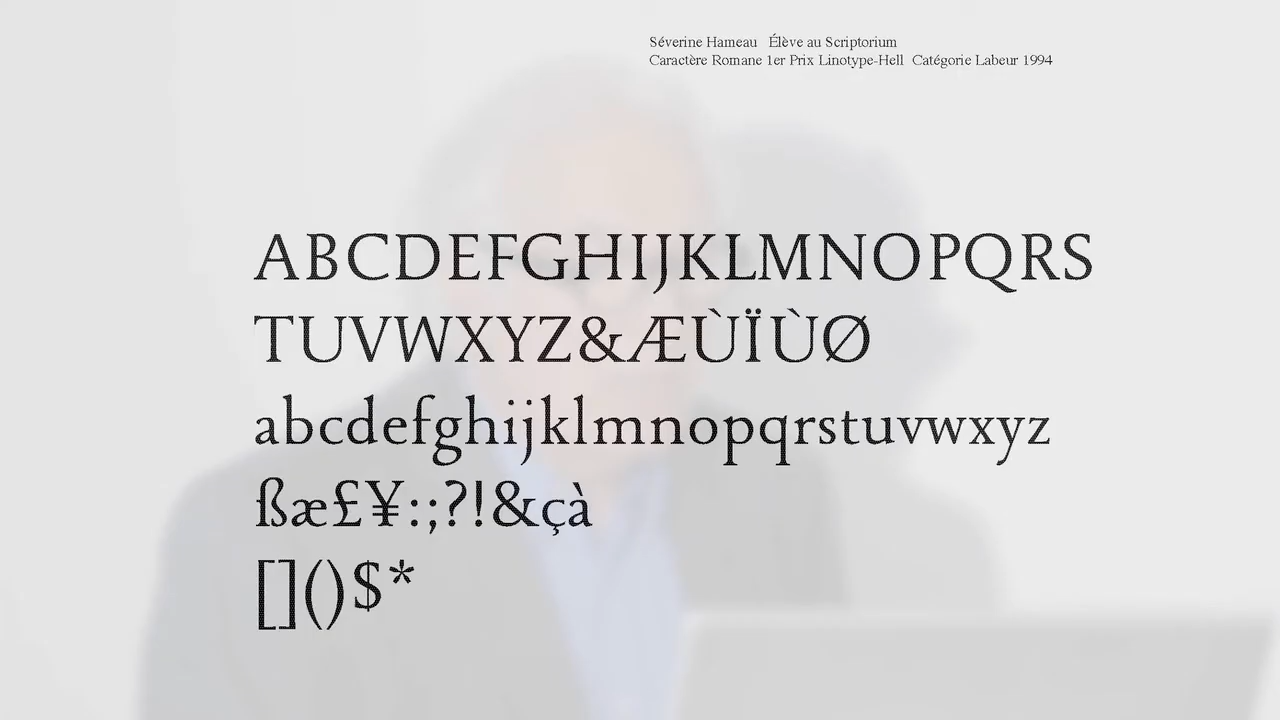 Séverine Hameau Élève au Scriptorium
Caractère Romane 1er Prix Linotype-Hell Catégorie Labeur 1994
ABCDEFGHIJKLMNOPQRS
TUVWXYZ&ÆÙÏÙØ
abcdefghijklmnopqrstuvwxyz
ßæ£¥:;?!&çà
[]()$*